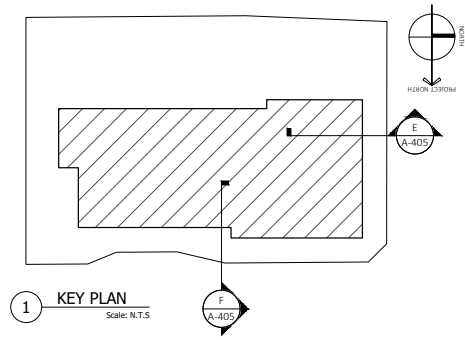 NORTH
PROJECT NORTH
E
A-405
F
A-405
1
KEY PLAN
Scale: N.T.S